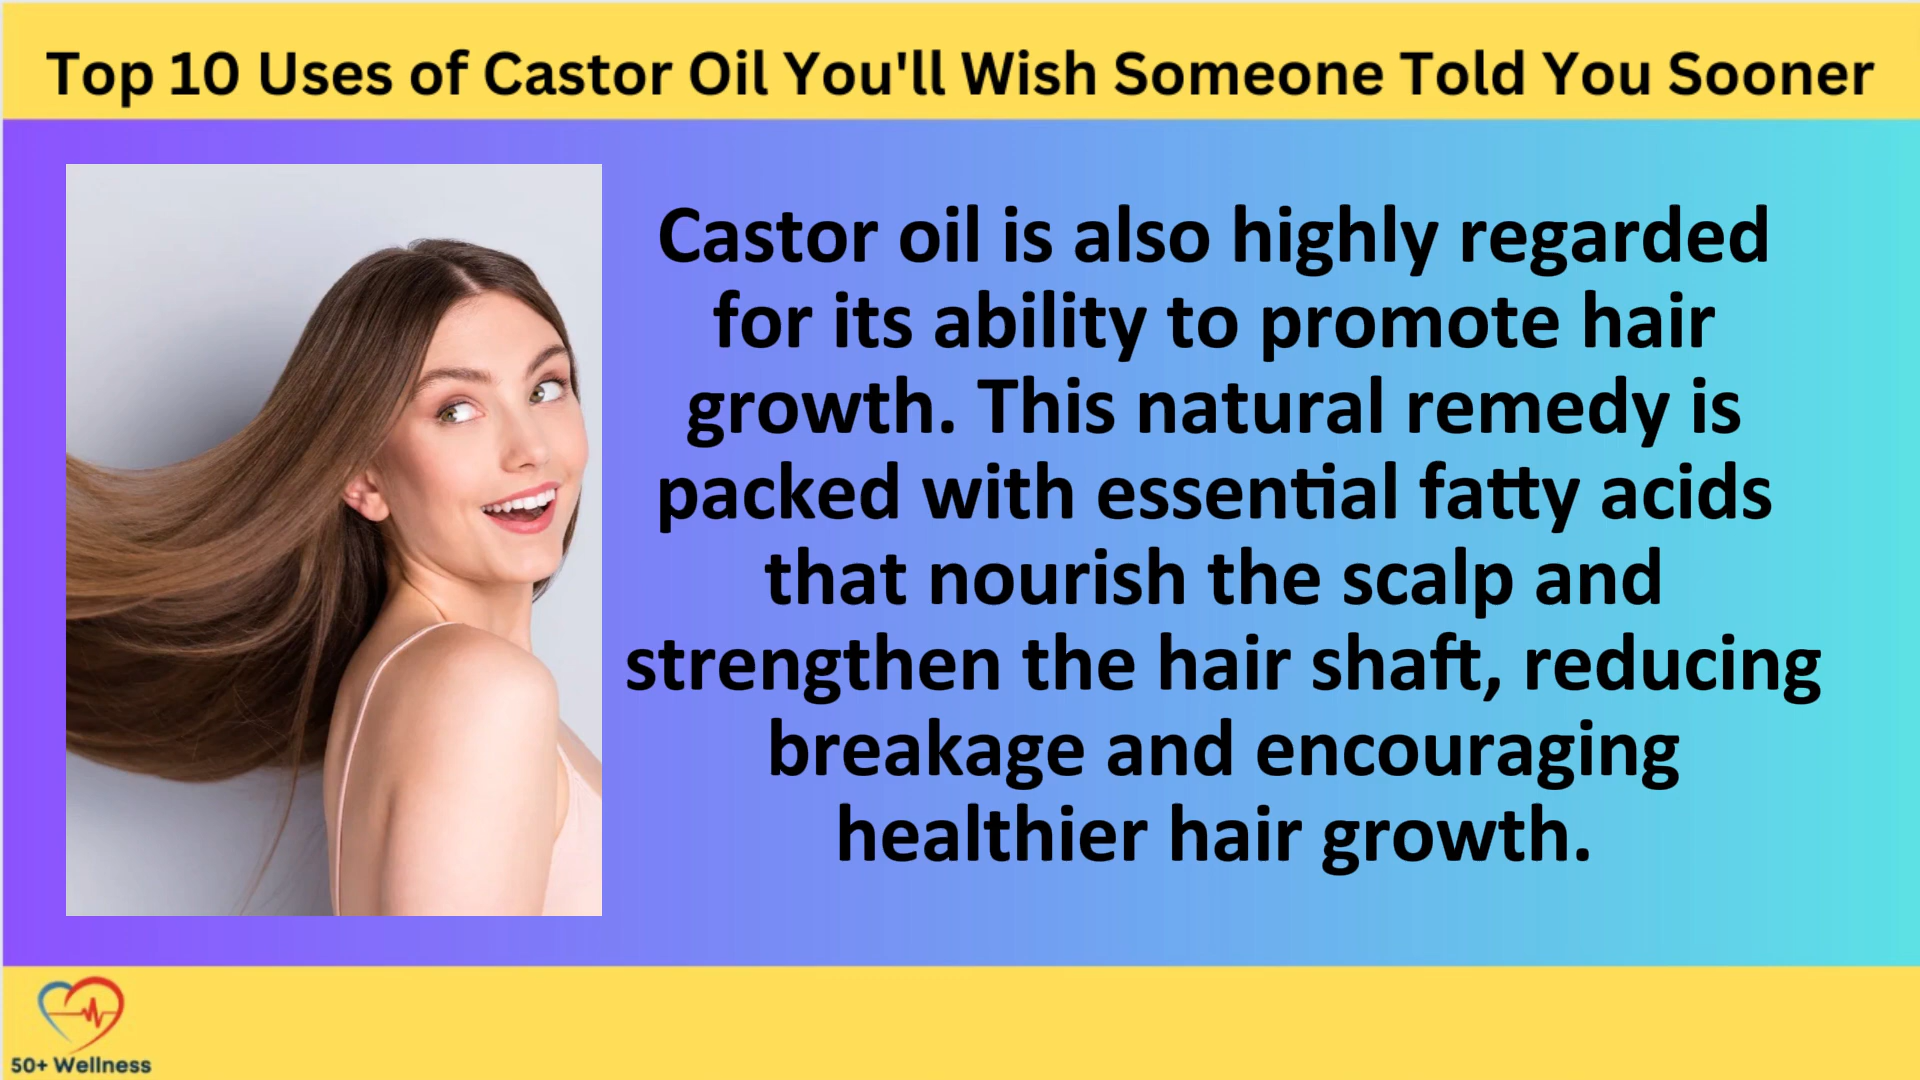 Top 10 Uses of Castor Oil You'll Wish Someone Told You Sooner
Castor oil is also highly regarded
for its ability to promote hair
growth. This natural remedy is
packed with essential fatty acids
that nourish the scalp and
strengthen the hair shaft, reducing
breakage and encouraging
healthier hair growth.
50+ Wellness